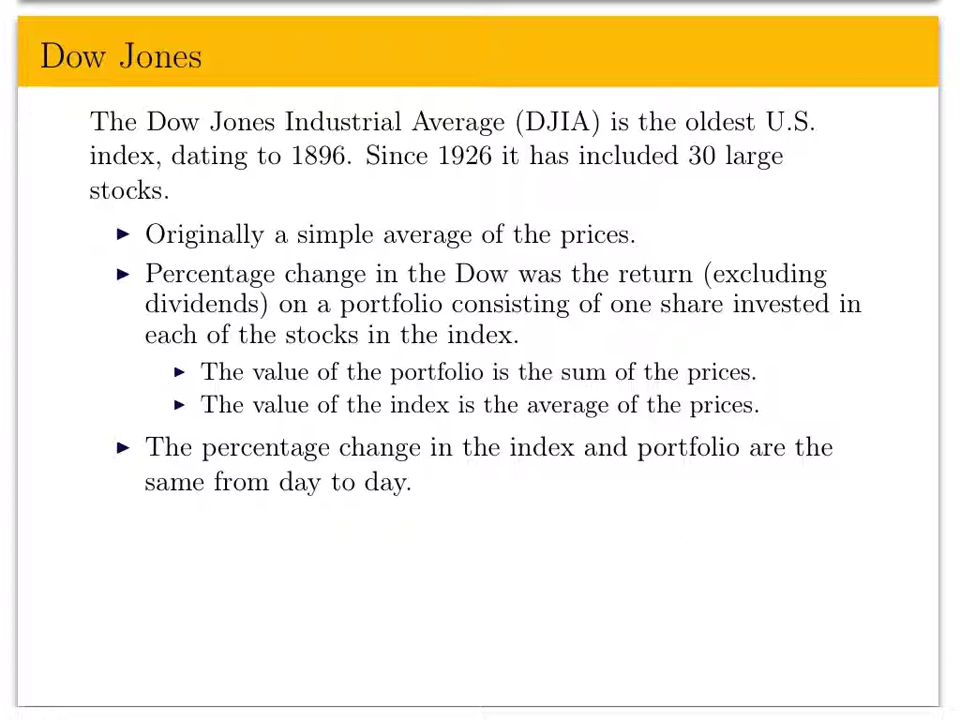 Dow Jones
The Dow Jones Industrial Average (DJIA) is the oldest U.S.
index, dating to 1896. Since 1926 it has included 30 large
stocks.
▶ Originally a simple average of the prices.
▶ Percentage change in the Dow was the return (excluding
dividends) on a portfolio consisting of one share invested in
each of the stocks in the index.
▶ The value of the portfolio is the sum of the prices.
▶ The value of the index is the average of the prices.
▶ The percentage change in the index and portfolio are the
same from day to day.